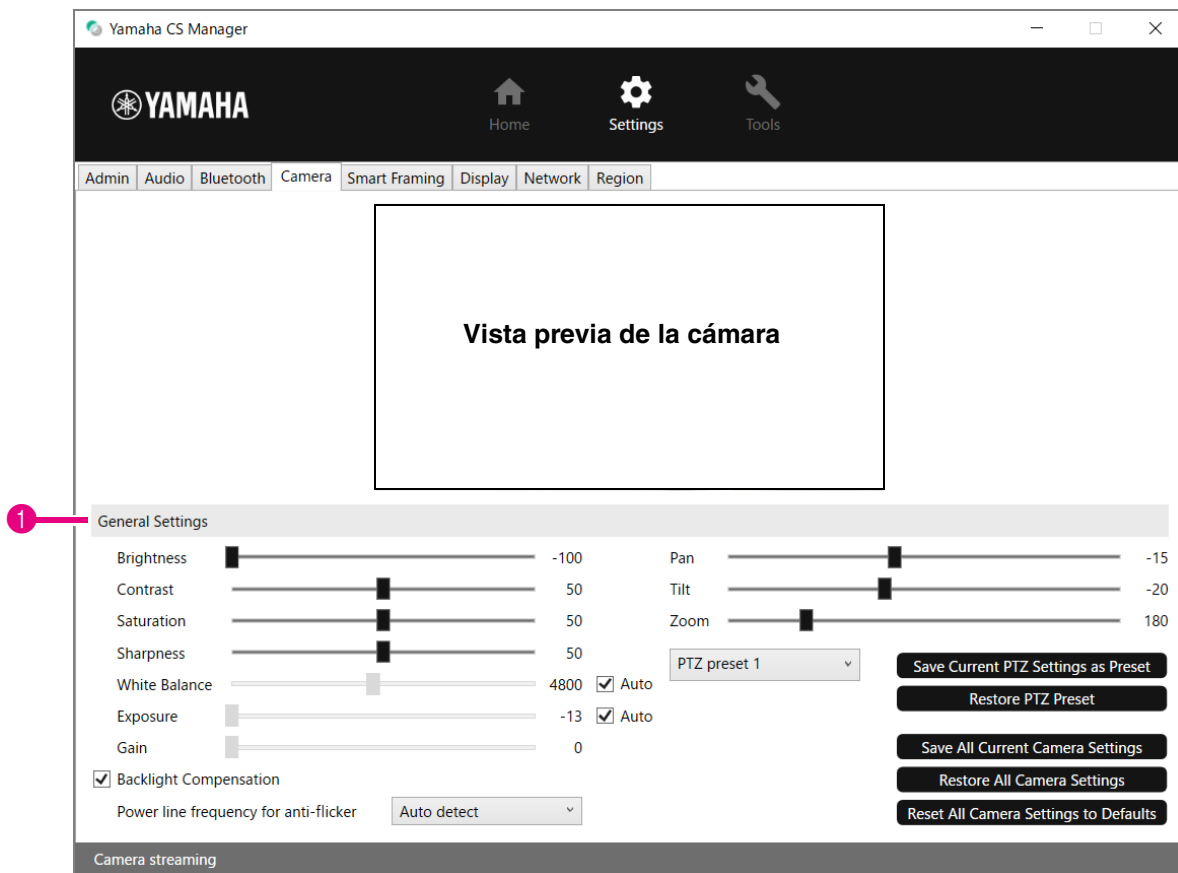 Yamaha CS Manager
YAMAHA
Home
Settings
Tools
Admin
Audio
Bluetooth
Camera
Smart Framing
Display
Network
Region
Vista previa de la cámara
1
General Settings
Brightness -100
Contrast 50
Saturation 50
Sharpness 50
White Balance 4800 Auto
Exposure -13 Auto
Gain 0
Backlight Compensation
Power line frequency for anti-flicker Auto detect
Pan -15
Tilt -20
Zoom 180
PTZ preset 1
Save Current PTZ Settings as Preset
Restore PTZ Preset
Save All Current Camera Settings
Restore All Camera Settings
Reset All Camera Settings to Defaults
Camera streaming